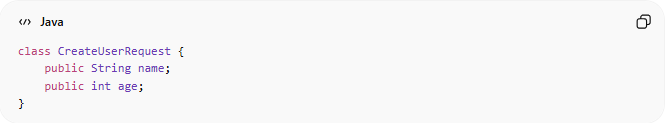 </> Java
class CreateUserRequest {
    public String name;
    public int age;
}